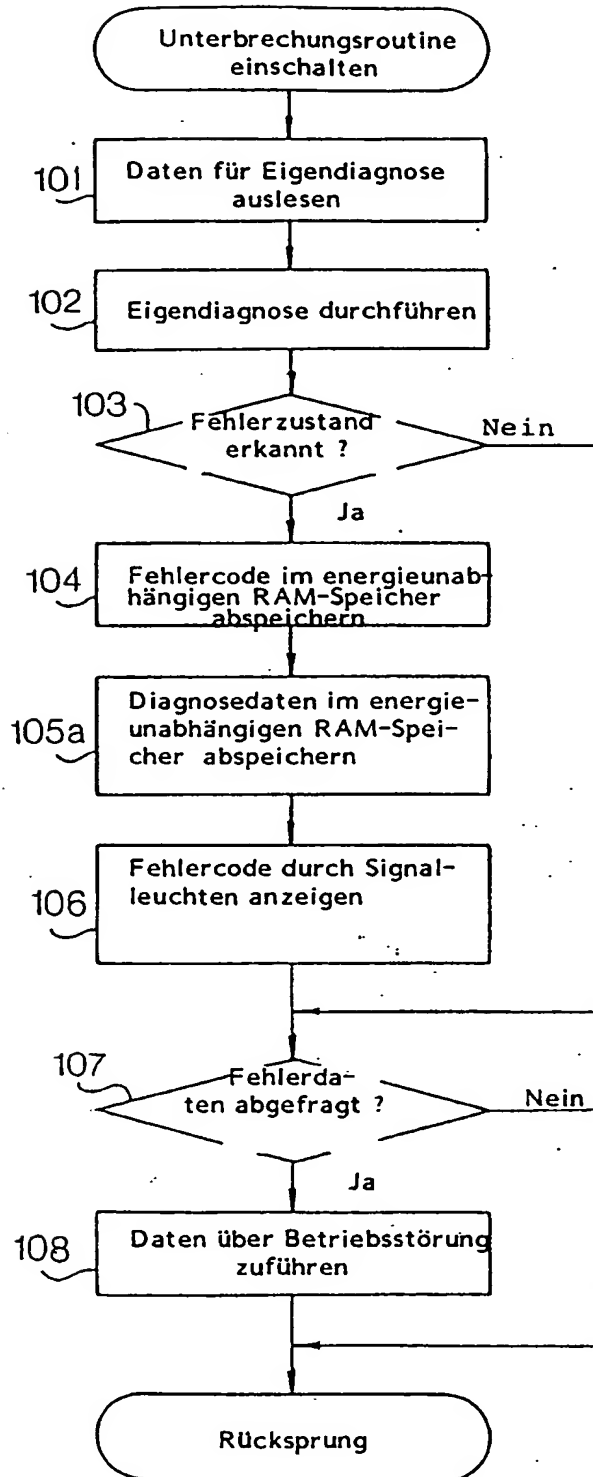 Unterbrechungsroutine
einschalten
101
Daten für Eigendiagnose
auslesen
102
Eigendiagnose durchführen
103
Fehlerzustand
erkannt ?
Nein
Ja
104
Fehlercode im energieunab-
hängigen RAM-Speicher
abspeichern
105a
Diagnosedaten im energie-
unabhängigen RAM-Spei-
cher abspeichern
106
Fehlercode durch Signal-
leuchten anzeigen
107
Fehlerda-
ten abgefragt ?
Nein
Ja
108
Daten über Betriebsstörung
zuführen
Rücksprung